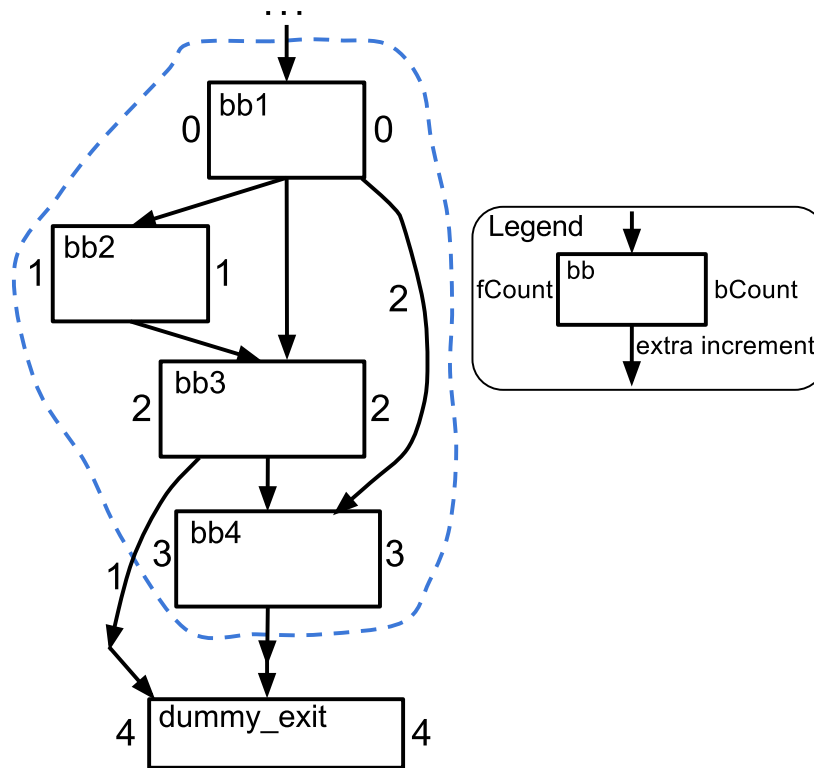 ...
bb1
0 0
bb2
1 1
2
bb3
2 2
bb4
3 3
1
dummy_exit
4 4
Legend
bb
fCount bCount
extra increment